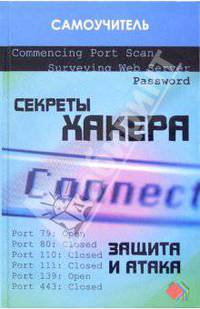 САМОУЧИТЕЛЬ
Commencing Port Scan
Surveying Web Server
Password
СЕКРЕТЫ
ХАКЕРА
Connect
Port 79: Open
Port 80: Closed
Port 110: Closed
Port 111: Closed
Port 139: Open
Port 443: Closed
ЗАЩИТА
И АТАКА